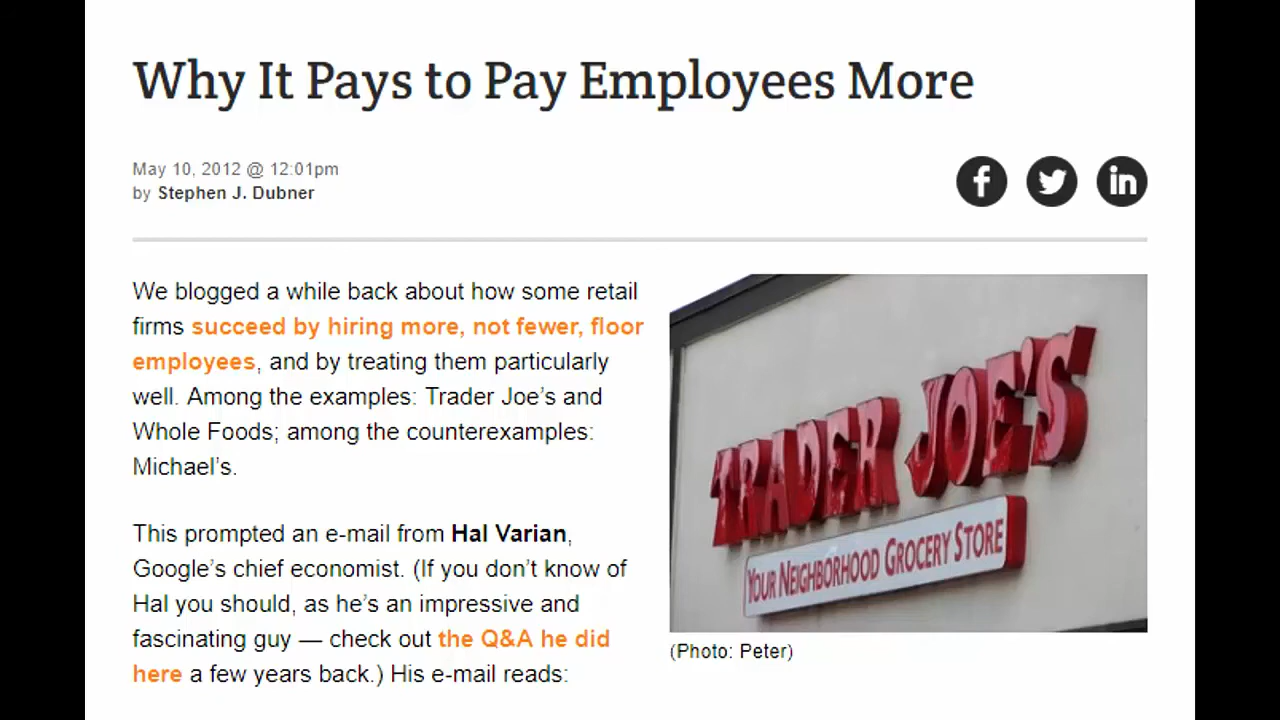 Why It Pays to Pay Employees More
May 10, 2012 @ 12:01pm
by Stephen J. Dubner
f
in
We blogged a while back about how some retail
firms succeed by hiring more, not fewer, floor
employees, and by treating them particularly
well. Among the examples: Trader Joe’s and
Whole Foods; among the counterexamples:
Michael’s.
This prompted an e-mail from Hal Varian,
Google’s chief economist. (If you don’t know of
Hal you should, as he’s an impressive and
fascinating guy — check out the Q&A he did
here a few years back.) His e-mail reads:
TRADER JOE'S
YOUR NEIGHBORHOOD GROCERY STORE
(Photo: Peter)